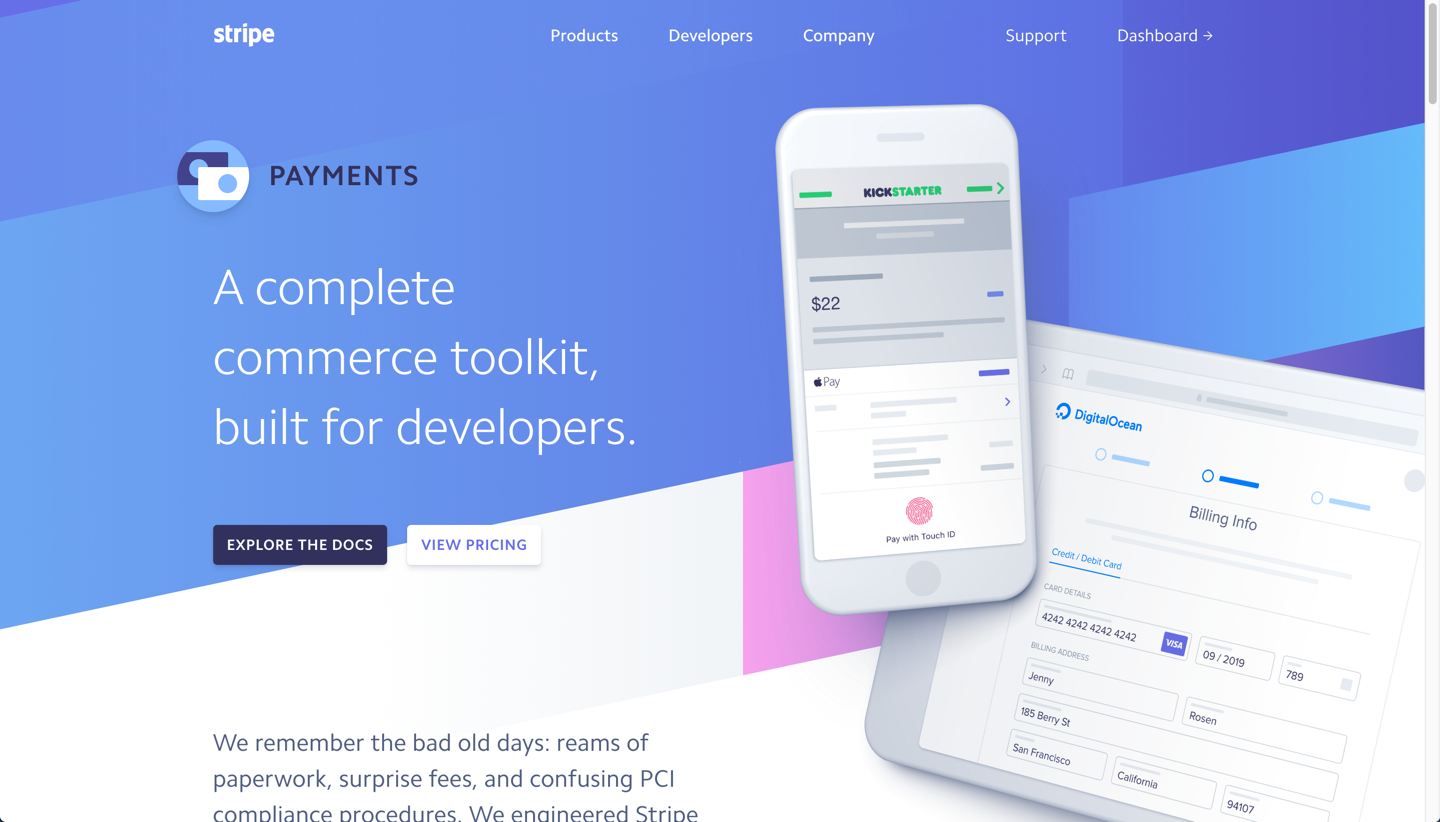 stripe
Products
Developers
Company
Support
Dashboard →
PAYMENTS
A complete
commerce toolkit,
built for developers.
EXPLORE THE DOCS
VIEW PRICING
We remember the bad old days: reams of
paperwork, surprise fees, and confusing PCI
compliance procedures. We engineered Stripe
KICKSTARTER
$22
Pay
Pay with Touch ID
DigitalOcean
Billing Info
Credit / Debit Card
CARD DETAILS
4242 4242 4242 4242
VISA
09 / 2019
789
BILLING ADDRESS
Jenny
Rosen
185 Berry St
San Francisco
California
94107